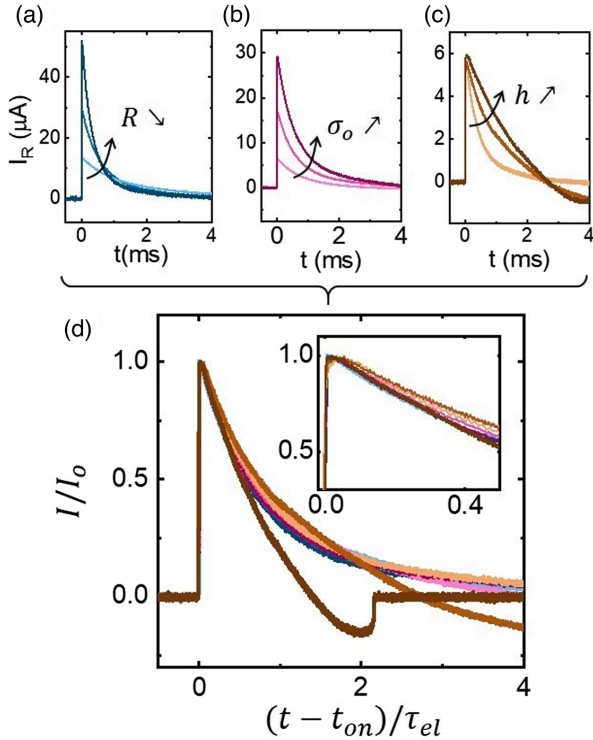 (a) (b) (c)
I_R (μA)
40
20
0
R ↘
0 2 4
t(ms)
30
20
10
0
σ_o ↗
0 2 4
t (ms)
6
4
2
0
h ↗
0 2 4
t (ms)
(d)
I/I_o
1.0
0.5
0.0
1.0
0.5
0.0 0.4
0 2 4
(t − t_on)/τ_el